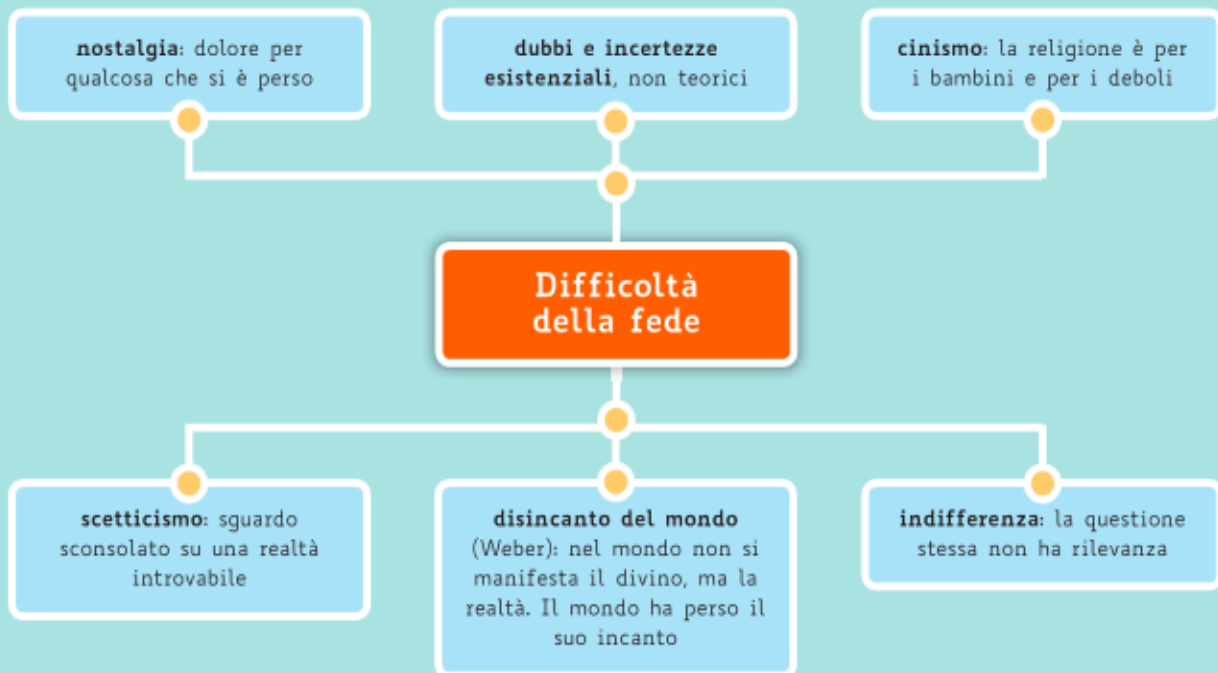 nostalgia: dolore per
qualcosa che si è perso
dubbi e incertezze
esistenziali, non teorici
cinismo: la religione è per
i bambini e per i deboli
Difficoltà
della fede
scetticismo: sguardo
sconsolato su una realtà
introvabile
disincanto del mondo
(Weber): nel mondo non si
manifesta il divino, ma la
realtà. Il mondo ha perso il
suo incanto
indifferenza: la questione
stessa non ha rilevanza